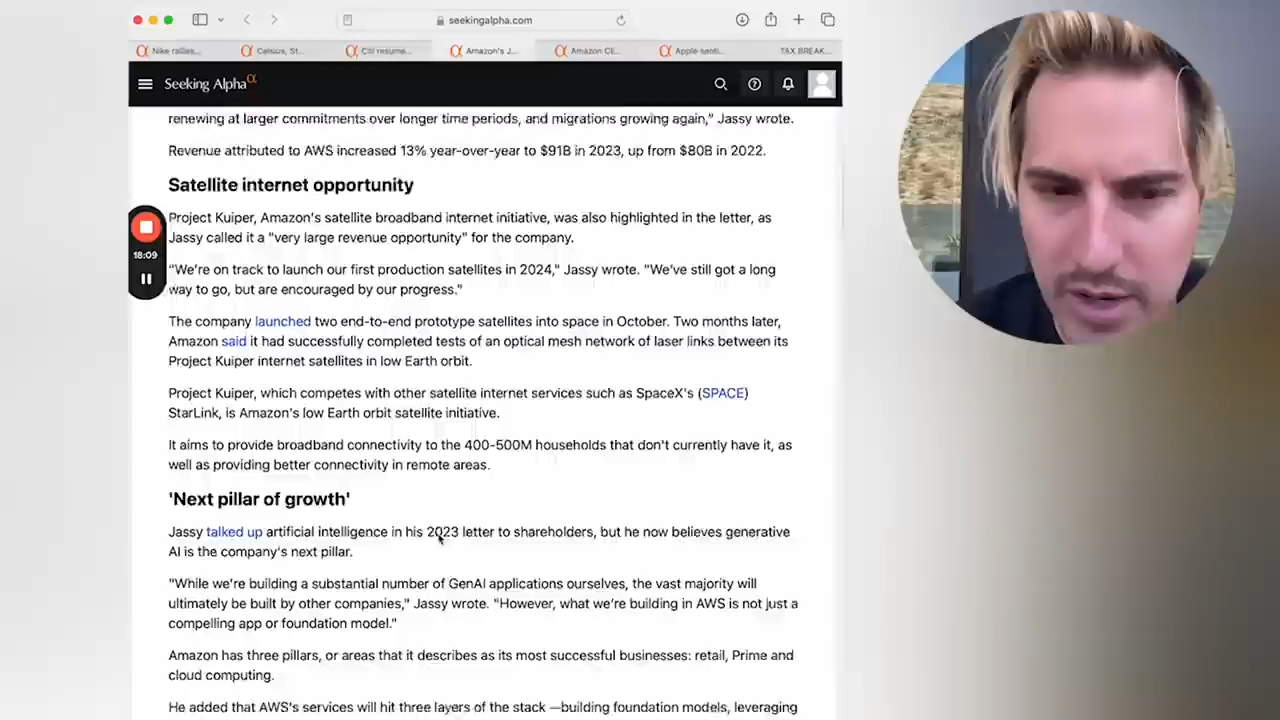 seekingalpha.com
Nike rallies...
Celsius, St...
Citi resume...
Amazon's J...
Amazon CE...
Apple senti...
TAX BREAK...
Seeking Alpha α
renewing at larger commitments over longer time periods, and migrations growing again,” Jassy wrote.
Revenue attributed to AWS increased 13% year-over-year to $91B in 2023, up from $80B in 2022.
Satellite internet opportunity
Project Kuiper, Amazon's satellite broadband internet initiative, was also highlighted in the letter, as
Jassy called it a "very large revenue opportunity" for the company.
“We’re on track to launch our first production satellites in 2024,” Jassy wrote. "We’ve still got a long
way to go, but are encouraged by our progress."
The company launched two end-to-end prototype satellites into space in October. Two months later,
Amazon said it had successfully completed tests of an optical mesh network of laser links between its
Project Kuiper internet satellites in low Earth orbit.
18:09
Project Kuiper, which competes with other satellite internet services such as SpaceX's (SPACE)
StarLink, is Amazon's low Earth orbit satellite initiative.
It aims to provide broadband connectivity to the 400-500M households that don't currently have it, as
well as providing better connectivity in remote areas.
'Next pillar of growth'
Jassy talked up artificial intelligence in his 2023 letter to shareholders, but he now believes generative
AI is the company's next pillar.
"While we’re building a substantial number of GenAI applications ourselves, the vast majority will
ultimately be built by other companies," Jassy wrote. "However, what we’re building in AWS is not just a
compelling app or foundation model."
Amazon has three pillars, or areas that it describes as its most successful businesses: retail, Prime and
cloud computing.
He added that AWS's services will hit three layers of the stack —building foundation models, leveraging